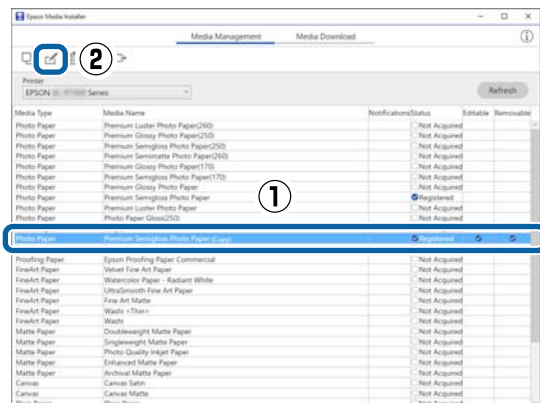 Epson Media Installer
Media Management Media Download
②
Printer
EPSON Series
Refresh
Media Type Media Name Notifications Status Editable Removable
Photo Paper Premium Luster Photo Paper(260) Not Acquired
Photo Paper Premium Glossy Photo Paper(250) Not Acquired
Photo Paper Premium Semigloss Photo Paper(250) Not Acquired
Photo Paper Premium Semimatte Photo Paper(260) Not Acquired
Photo Paper Premium Glossy Photo Paper(170) Not Acquired
Photo Paper Premium Semigloss Photo Paper(170) Not Acquired
Photo Paper Premium Glossy Photo Paper Not Acquired
Photo Paper Premium Semigloss Photo Paper Registered
①
Photo Paper Premium Luster Photo Paper Not Acquired
Photo Paper Photo Paper Gloss(250) Not Acquired
Photo Paper Premium Semigloss Photo Paper (Copy) Registered
Proofing Paper Epson Proofing Paper Commercial Not Acquired
FineArt Paper Velvet Fine Art Paper Not Acquired
FineArt Paper Watercolor Paper - Radiant White Not Acquired
FineArt Paper UltraSmooth Fine Art Paper Not Acquired
FineArt Paper Fine Art Matte Not Acquired
FineArt Paper Washi <Thin> Not Acquired
FineArt Paper Washi Not Acquired
Matte Paper Doubleweight Matte Paper Not Acquired
Matte Paper Singleweight Matte Paper Not Acquired
Matte Paper Photo Quality Inkjet Paper Not Acquired
Matte Paper Enhanced Matte Paper Not Acquired
Matte Paper Archival Matte Paper Not Acquired
Canvas Canvas Satin Not Acquired
Canvas Canvas Matte Not Acquired